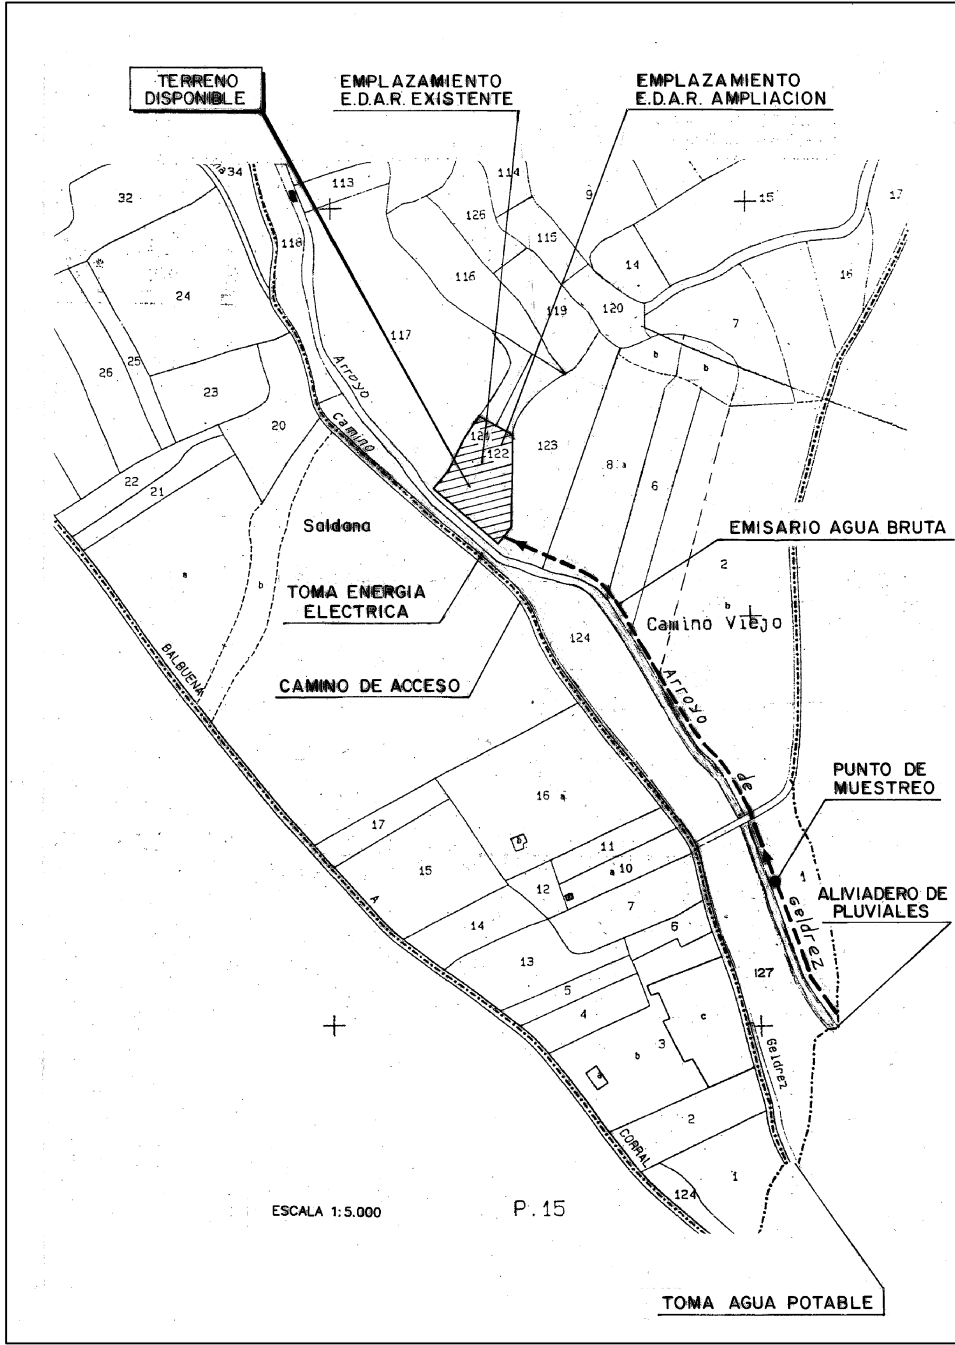 TERRENO
DISPONIBLE
EMPLAZAMIENTO
E.D.A.R. EXISTENTE
EMPLAZAMIENTO
E.D.A.R. AMPLIACION
34
113
114
9
15
17
32
126
118
115
14
16
116
24
119
120
7
117
b
b
25
26
23
Arroyo
20
Camino
121
122
123
8 a
6
22
21
Saldana
EMISARIO AGUA BRUTA
2
a
b
TOMA ENERGIA
ELECTRICA
b
Camino Viejo
124
BALBUENA
CAMINO DE ACCESO
Arroyo
de
PUNTO DE
MUESTREO
16 a
17
11
15
a 10
12
1
7
ALIVIADERO DE
PLUVIALES
A
14
6
Geldrez
13
127
5
4
c
3
b
Geldrez
a
2
CORRAL
1
124
ESCALA 1:5.000
P.15
TOMA AGUA POTABLE